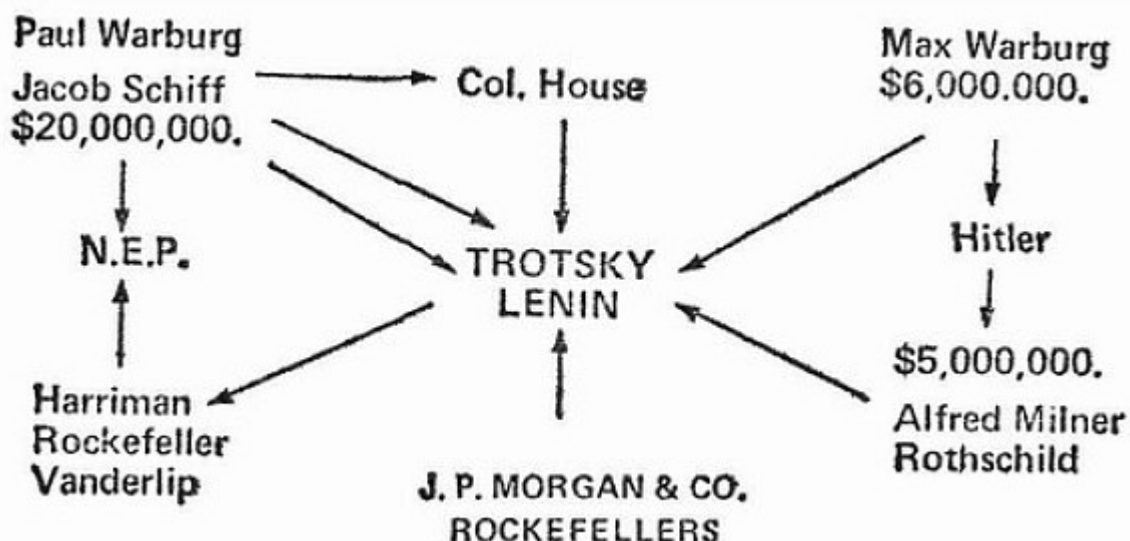 Paul Warburg
Jacob Schiff
$20,000,000.
Col. House
Max Warburg
$6,000.000.
N.E.P.
TROTSKY
LENIN
Hitler
Harriman
Rockefeller
Vanderlip
$5,000,000.
Alfred Milner
Rothschild
J. P. MORGAN & CO.
ROCKEFELLERS